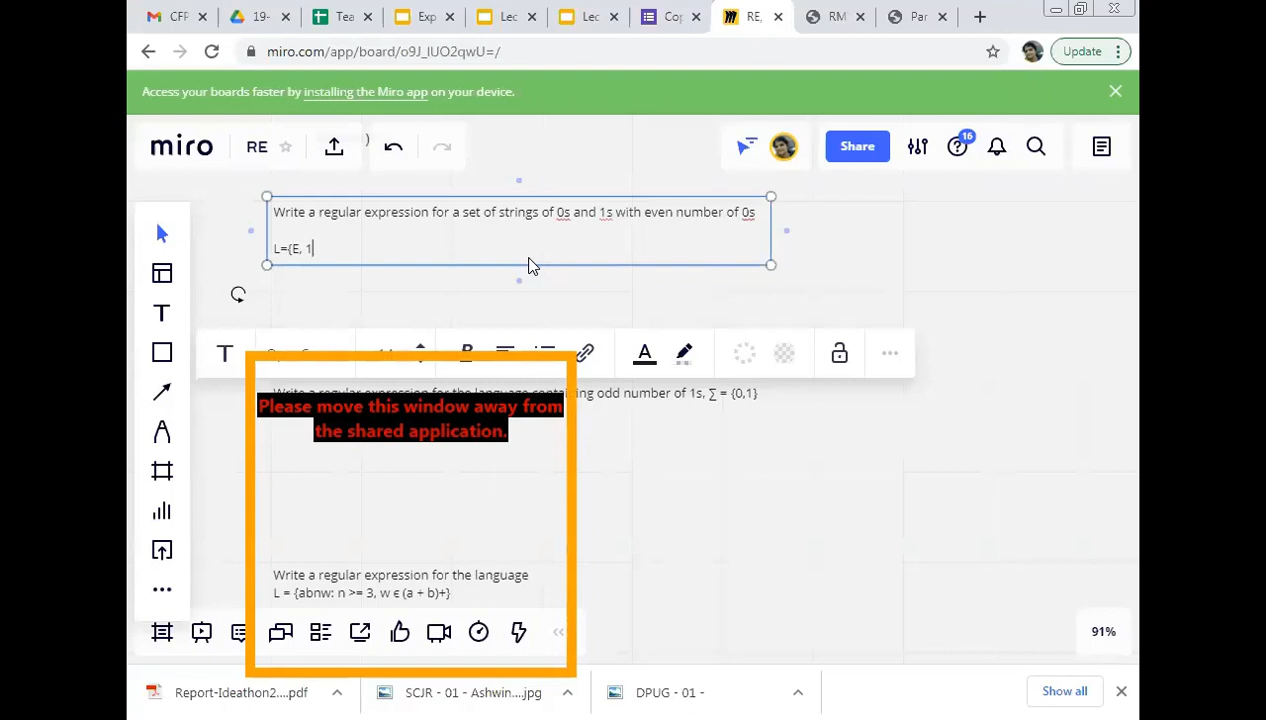 CFP
19-
Tea
Exp
Lec
Lec
Cop
RE,
RM
Par
miro.com/app/board/o9J_lUO2qwU=/
Update
Access your boards faster by installing the Miro app on your device.
miro
RE
)
16
Share
Write a regular expression for a set of strings of 0s and 1s with even number of 0s
L={E, 1
T
T
B
A
Write a regular expression for the language containing odd number of 1s, ∑ = {0,1}
Please move this window away from
the shared application.
Write a regular expression for the language
L = {abnw: n >= 3, w ϵ (a + b)+}
91%
Report-Ideathon2....pdf
SCJR - 01 - Ashwin....jpg
DPUG - 01 -
Show all